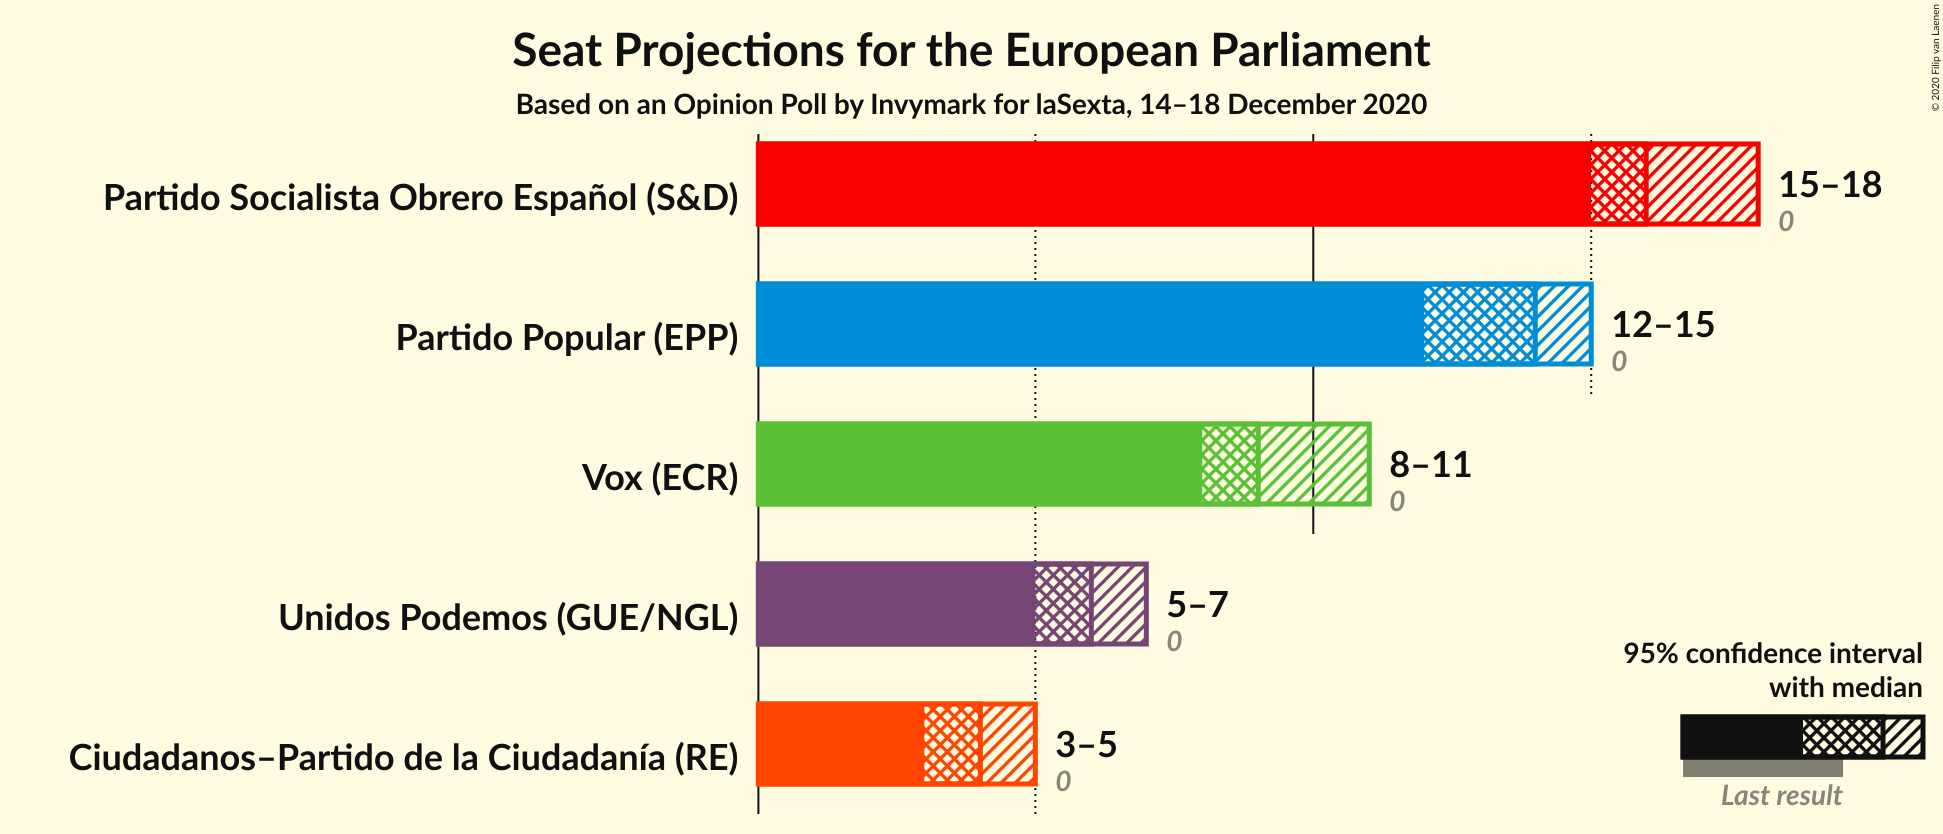 Seat Projections for the European Parliament
Based on an Opinion Poll by Invymark for laSexta, 14–18 December 2020
© 2020 Filip van Laenen
Partido Socialista Obrero Español (S&D)
15–18
0
Partido Popular (EPP)
12–15
0
Vox (ECR)
8–11
0
Unidos Podemos (GUE/NGL)
5–7
0
Ciudadanos–Partido de la Ciudadanía (RE)
3–5
0
95% confidence interval
with median
Last result